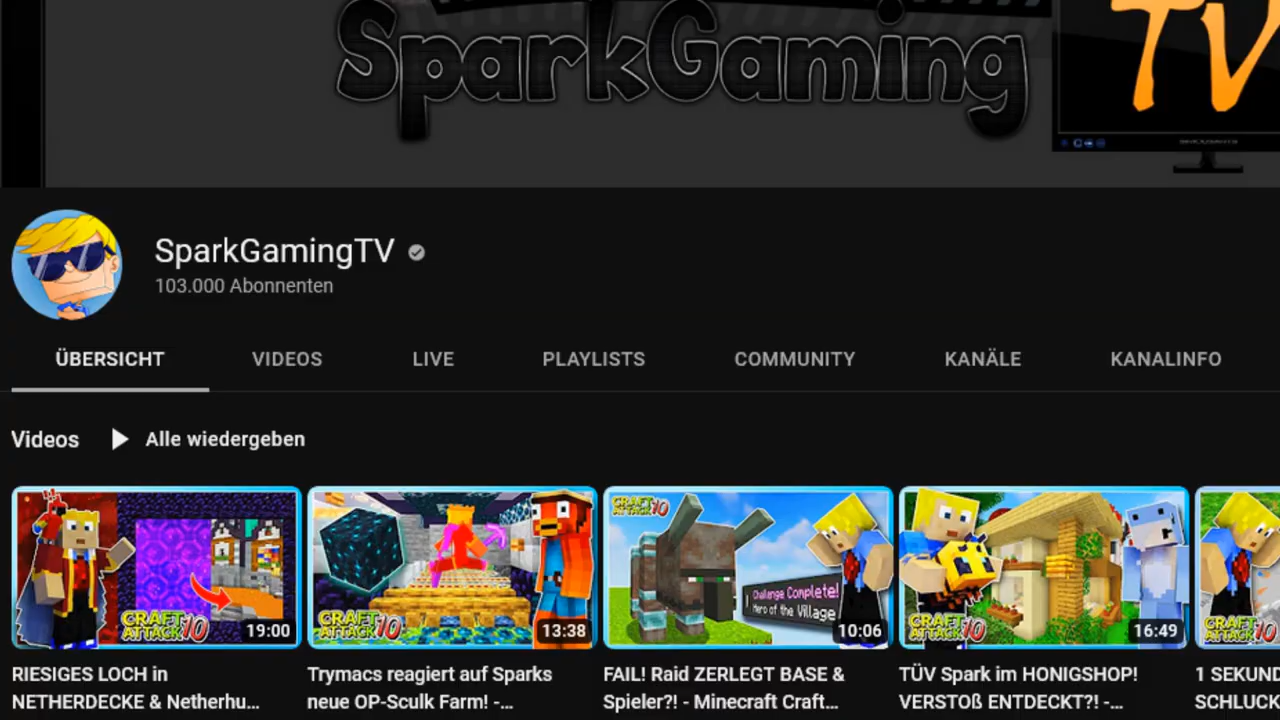 SparkGaming
TV
SparkGamingTV
103.000 Abonnenten
ÜBERSICHT
VIDEOS
LIVE
PLAYLISTS
COMMUNITY
KANÄLE
KANALINFO
Videos
Alle wiedergeben
CRAFT
ATTACK 10
19:00
CRAFT
ATTACK 10
13:38
CRAFT
ATTACK 10
Challenge Complete!
Hero of the Village
10:06
CRAFT
ATTACK 10
16:49
CRAFT
ATTACK 10
RIESIGES LOCH in
NETHERDECKE & Netherhu...
Trymacs reagiert auf Sparks
neue OP-Sculk Farm! -...
FAIL! Raid ZERLEGT BASE &
Spieler?! - Minecraft Craft...
TÜV Spark im HONIGSHOP!
VERSTOß ENTDECKT?! -...
1 SEKUND
SCHLUCK